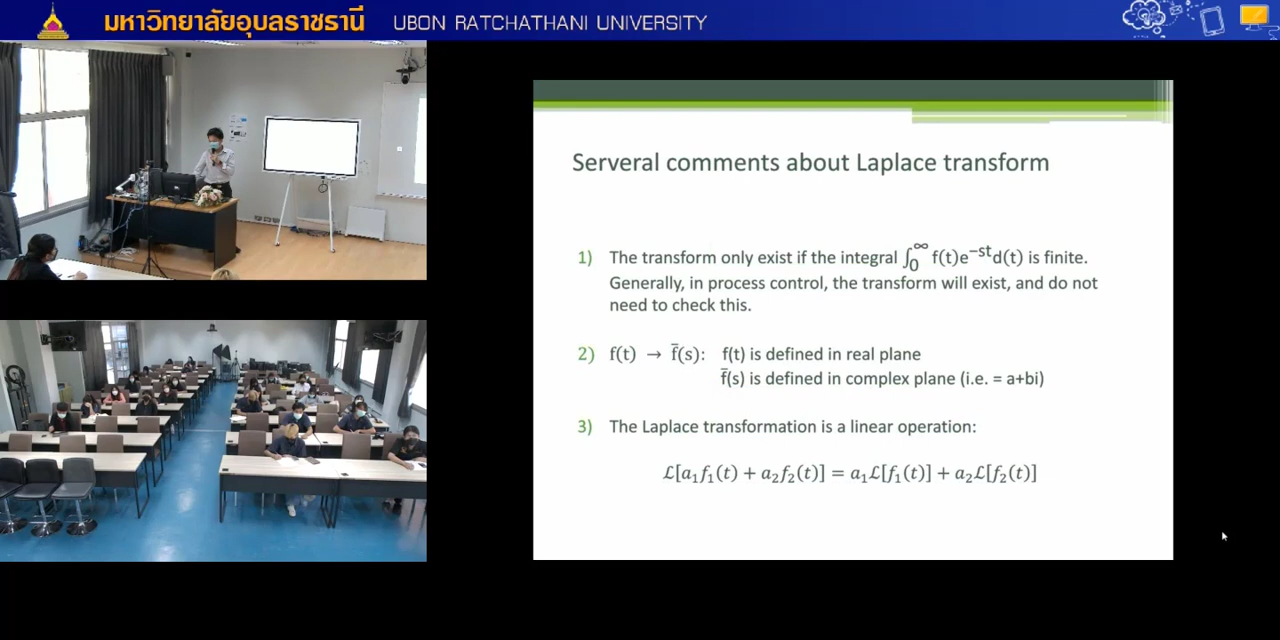 มหาวิทยาลัยอุบลราชธานี UBON RATCHATHANI UNIVERSITY
Serveral comments about Laplace transform
1) The transform only exist if the integral ∫₀^∞ f(t)e⁻ˢᵗd(t) is finite.
Generally, in process control, the transform will exist, and do not
need to check this.
2) f(t) → f̄(s): f(t) is defined in real plane
f̄(s) is defined in complex plane (i.e. = a+bi)
3) The Laplace transformation is a linear operation:
ℒ[a₁f₁(t) + a₂f₂(t)] = a₁ℒ[f₁(t)] + a₂ℒ[f₂(t)]